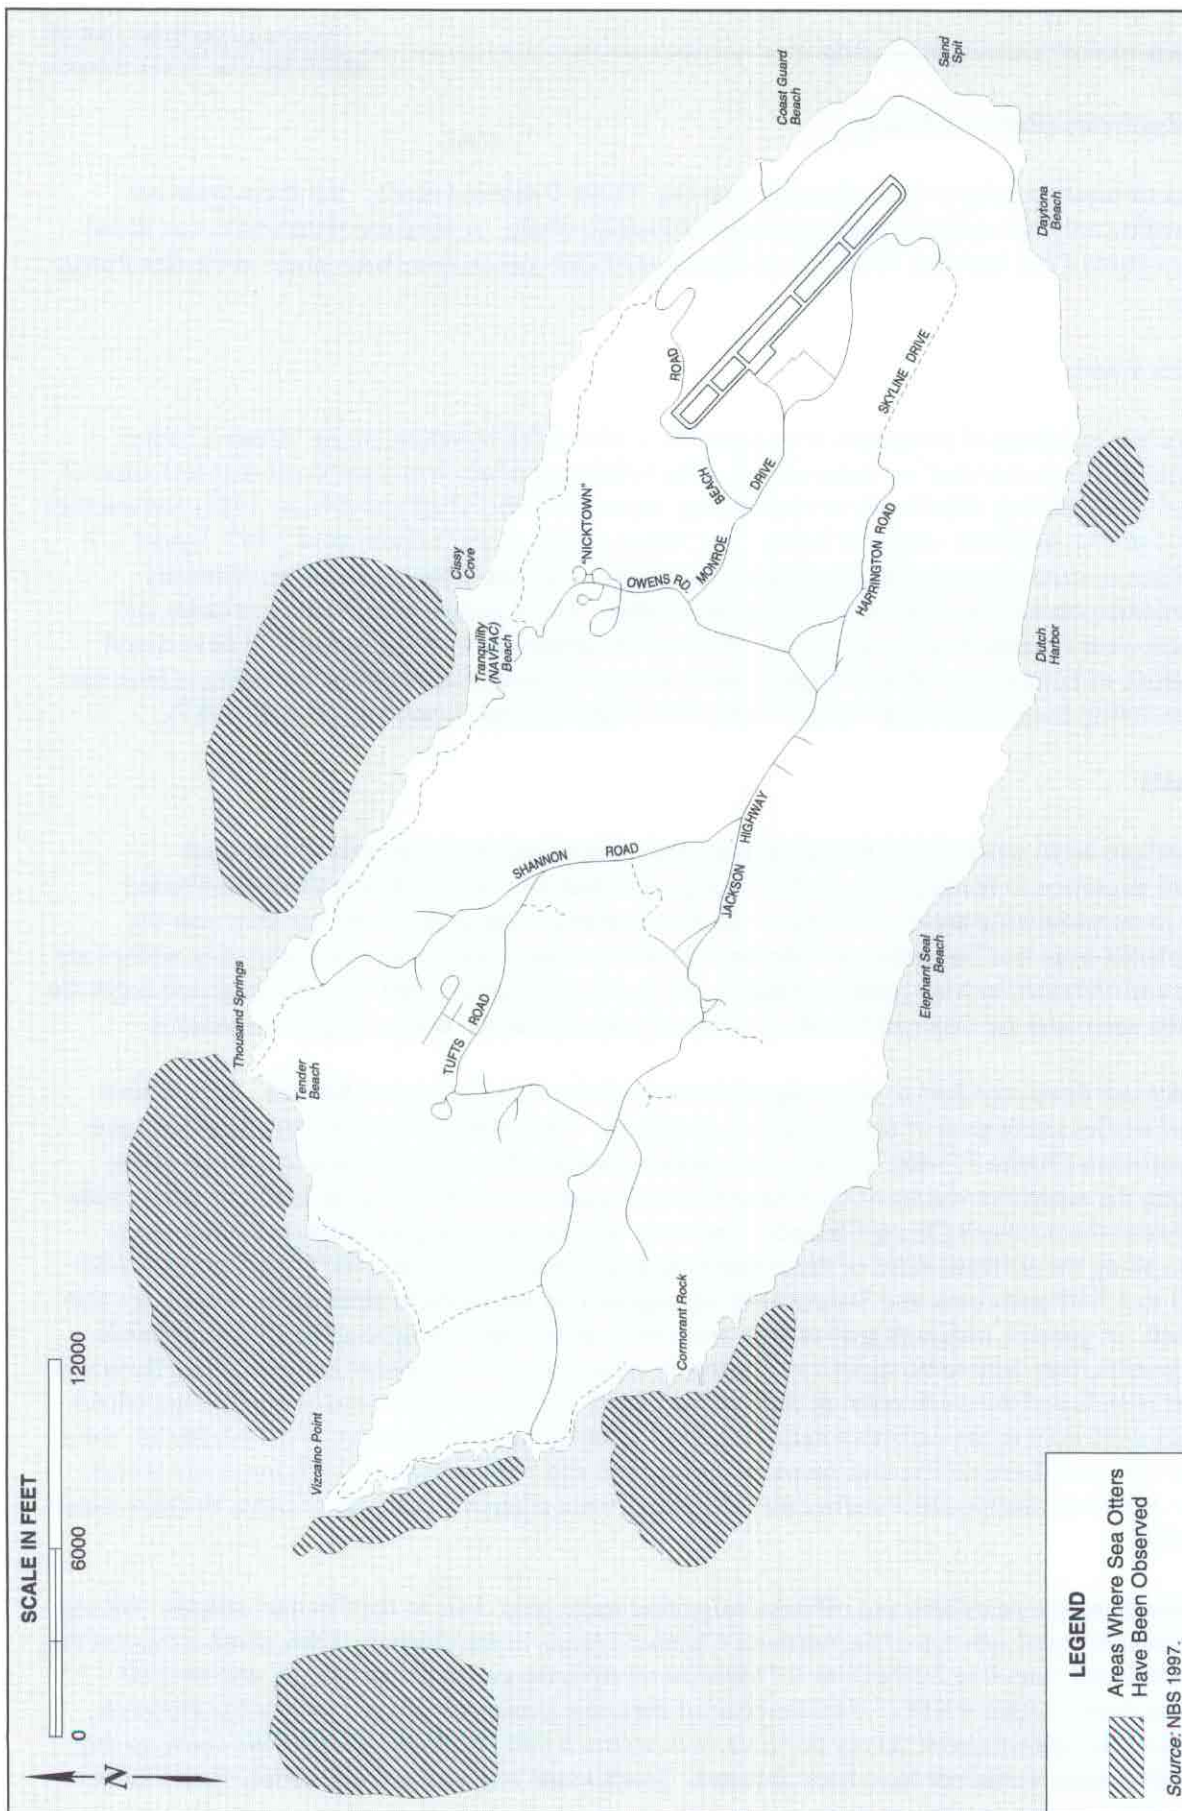 SCALE IN FEET
0
6000
12000
N
Vizcaino Point
Thousand Springs
Tender
Beach
Cissy
Cove
Tranquility
(NAVFAC)
Beach
"NICKTOWN"
Coast Guard
Beach
Sand
Spit
Daytona
Beach
Dutch
Harbor
Elephant Seal
Beach
Cormorant Rock
TUFTS
ROAD
SHANNON
ROAD
JACKSON
HIGHWAY
OWENS RD
MONROE
DRIVE
BEACH
ROAD
HARRINGTON ROAD
SKYLINE DRIVE
LEGEND
Areas Where Sea Otters
Have Been Observed
Source: NBS 1997.